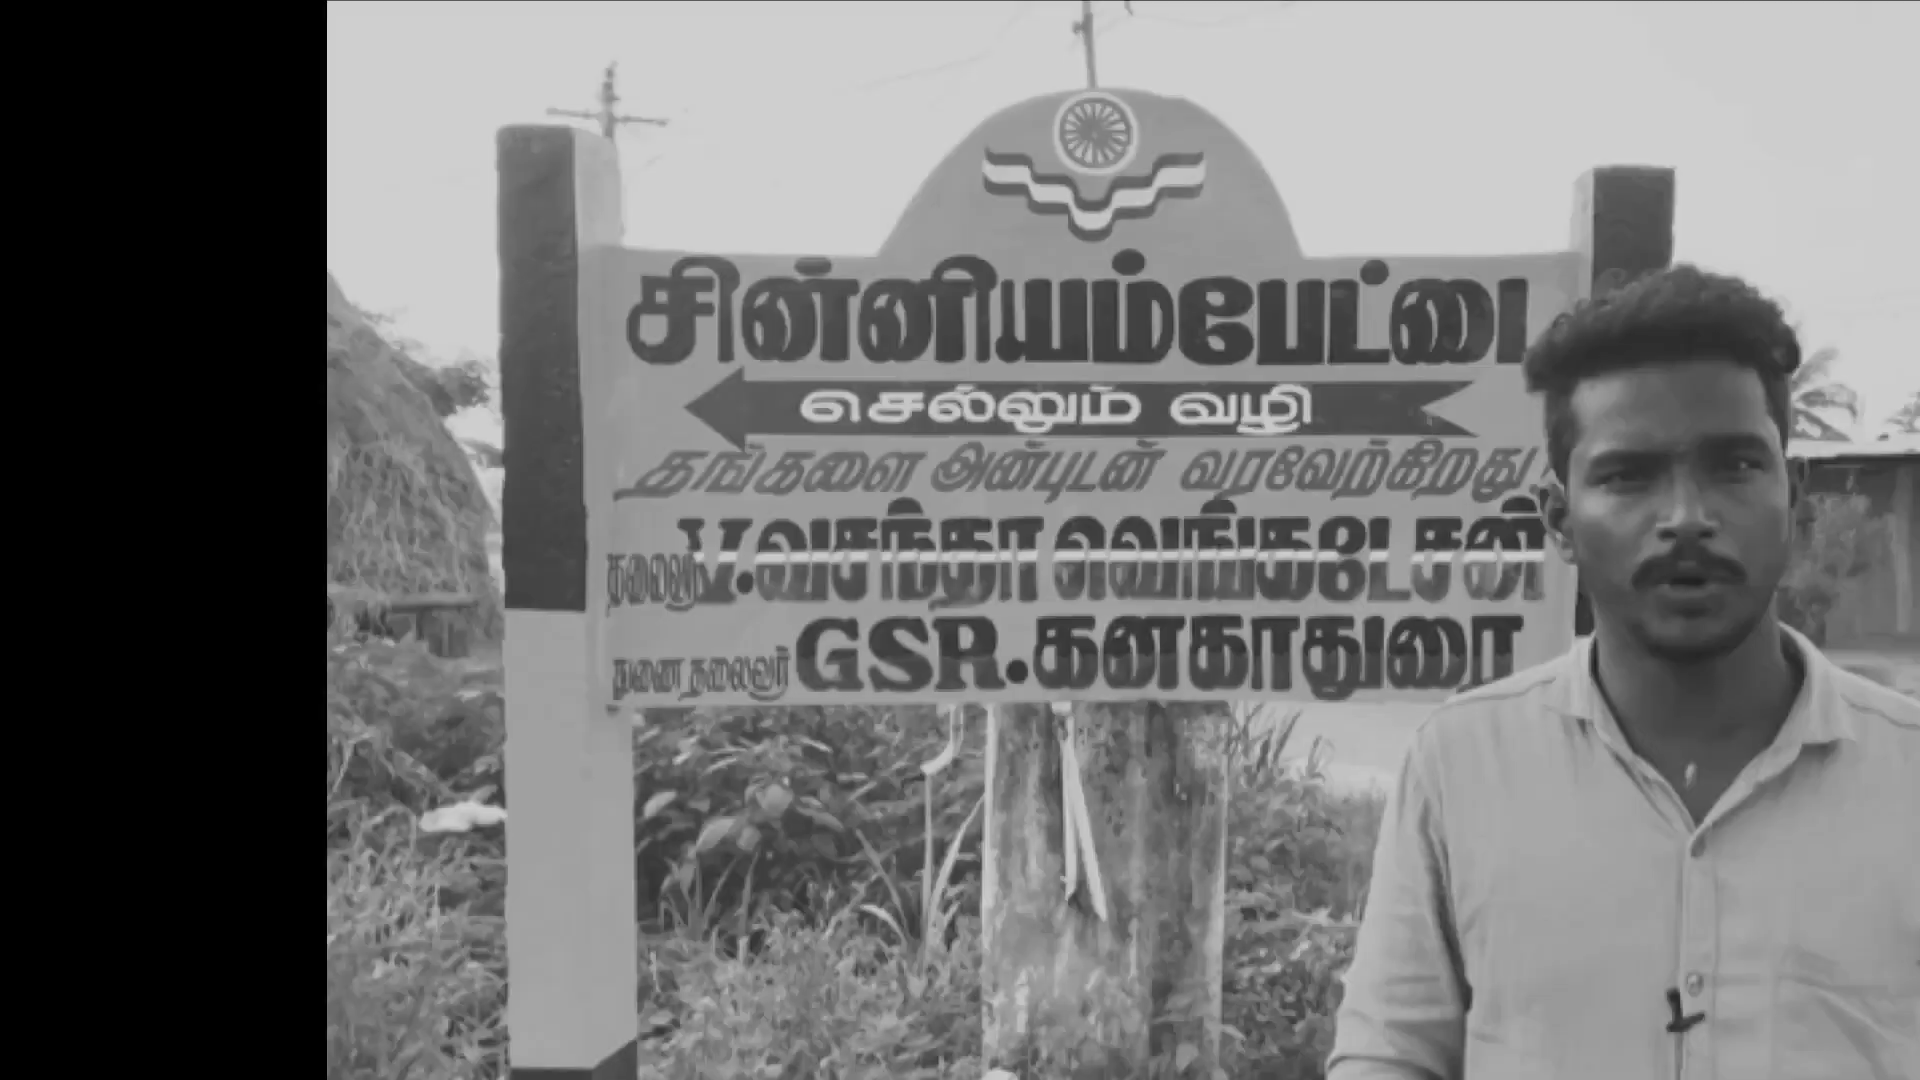 சின்னியம்பேட்டை
செல்லும் வழி
தங்களை அன்புடன் வரவேற்கிறது!
தலைவர் V.வசந்தா வெங்கடேசன்
துணை தலைவர் GSR.கனகாதுரை